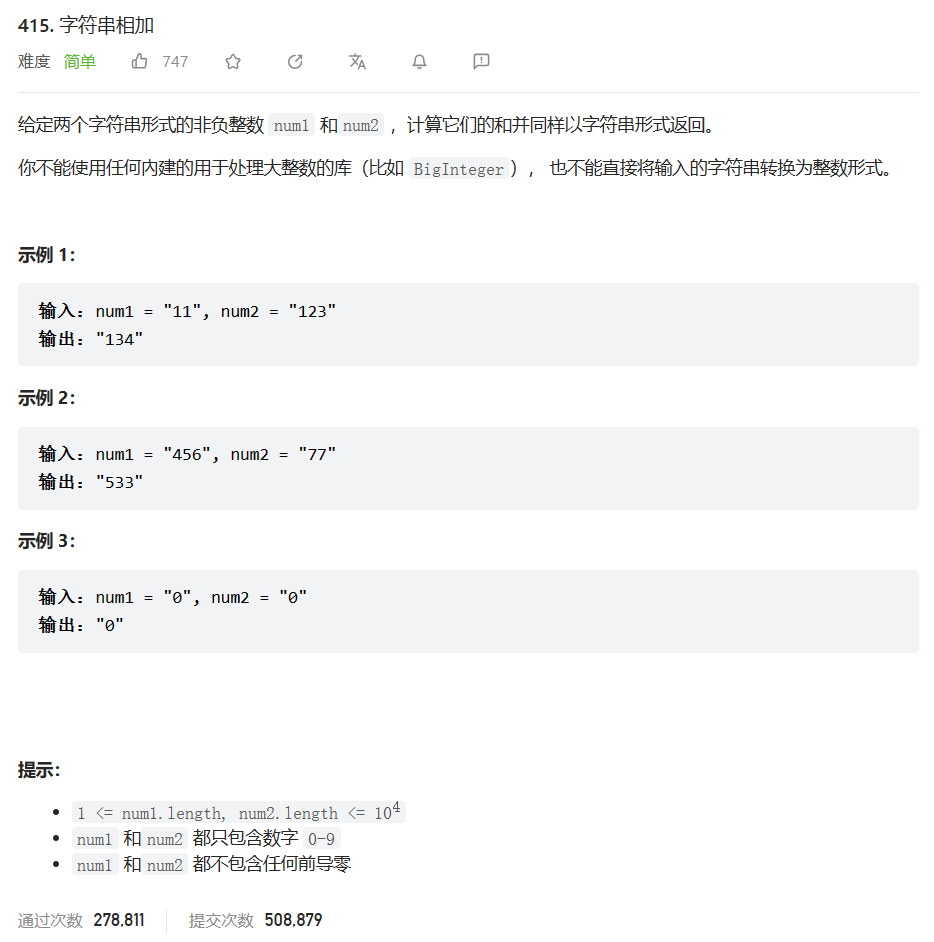 415. 字符串相加
难度 简单 747
给定两个字符串形式的非负整数 num1 和 num2 ，计算它们的和并同样以字符串形式返回。
你不能使用任何内建的用于处理大整数的库（比如 BigInteger）， 也不能直接将输入的字符串转换为整数形式。
示例 1：
输入：num1 = "11", num2 = "123"
输出："134"
示例 2：
输入：num1 = "456", num2 = "77"
输出："533"
示例 3：
输入：num1 = "0", num2 = "0"
输出："0"
提示：
1 <= num1.length, num2.length <= 10⁴
num1 和 num2 都只包含数字 0-9
num1 和 num2 都不包含任何前导零
通过次数 278,811 提交次数 508,879